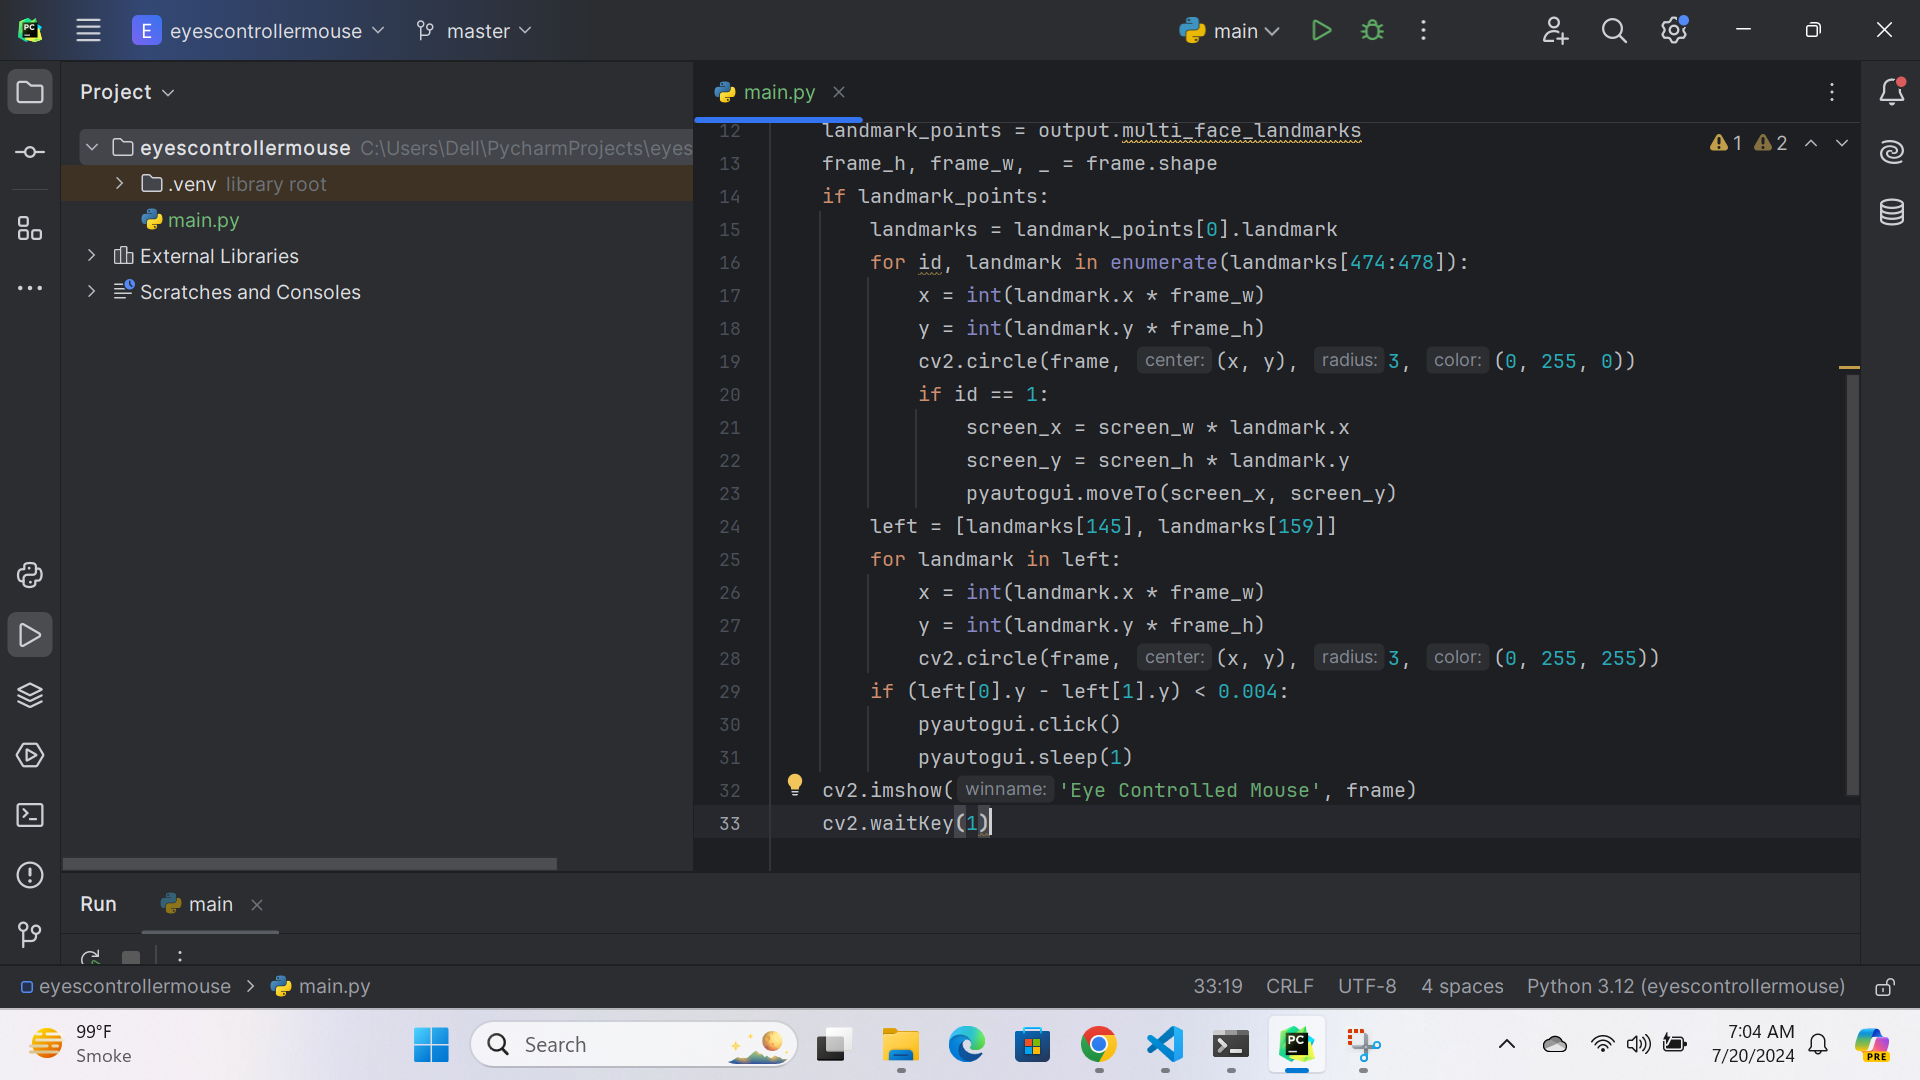 PC
E eyescontrollermouse master main
Project
main.py
eyescontrollermouse C:\Users\Dell\PycharmProjects\eyes
.venv library root
main.py
External Libraries
Scratches and Consoles
1 2
12 landmark_points = output.multi_face_landmarks
13 frame_h, frame_w, _ = frame.shape
14 if landmark_points:
15 landmarks = landmark_points[0].landmark
16 for id, landmark in enumerate(landmarks[474:478]):
17 x = int(landmark.x * frame_w)
18 y = int(landmark.y * frame_h)
19 cv2.circle(frame, center: (x, y), radius: 3, color: (0, 255, 0))
20 if id == 1:
21 screen_x = screen_w * landmark.x
22 screen_y = screen_h * landmark.y
23 pyautogui.moveTo(screen_x, screen_y)
24 left = [landmarks[145], landmarks[159]]
25 for landmark in left:
26 x = int(landmark.x * frame_w)
27 y = int(landmark.y * frame_h)
28 cv2.circle(frame, center: (x, y), radius: 3, color: (0, 255, 255))
29 if (left[0].y - left[1].y) < 0.004:
30 pyautogui.click()
31 pyautogui.sleep(1)
32 cv2.imshow( winname: 'Eye Controlled Mouse', frame)
33 cv2.waitKey(1)
Run main
eyescontrollermouse > main.py 33:19 CRLF UTF-8 4 spaces Python 3.12 (eyescontrollermouse)
99°F
Smoke
Search
PC
7:04 AM
7/20/2024
PRE